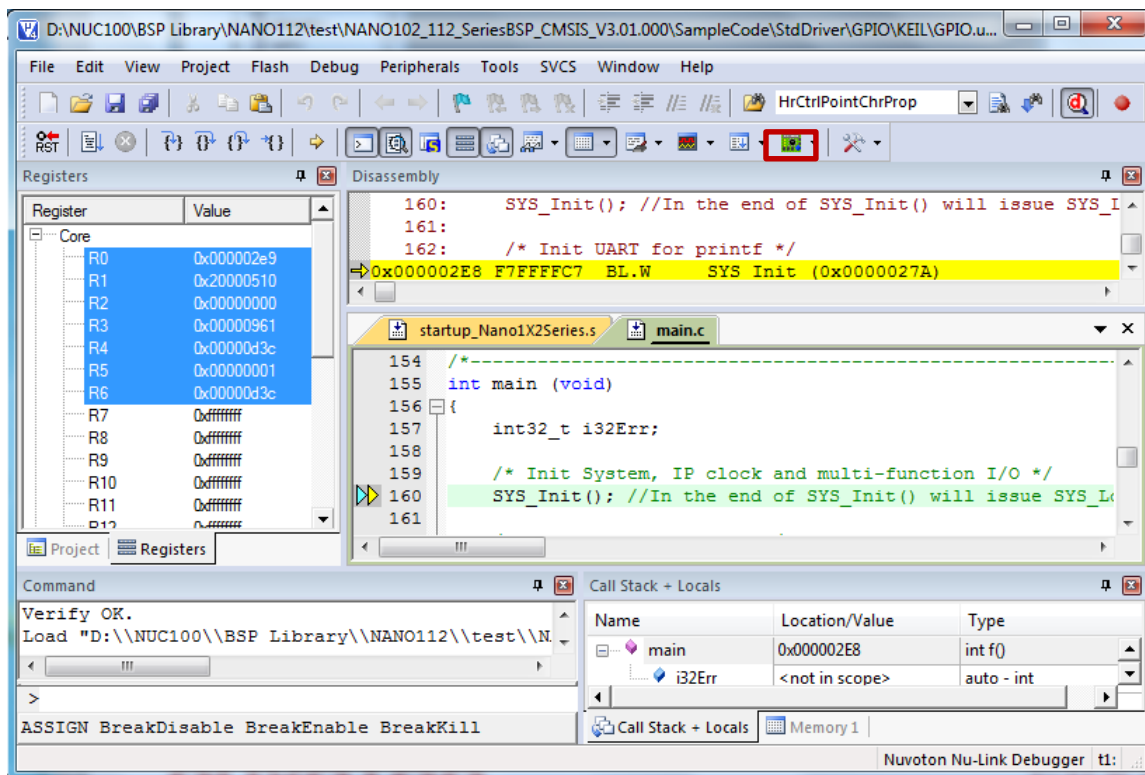 D:\NUC100\BSP Library\NANO112\test\NANO102_112_SeriesBSP_CMSIS_V3.01.000\SampleCode\StdDriver\GPIO\KEIL\GPIO.u...
File Edit View Project Flash Debug Peripherals Tools SVCS Window Help
HrCtrlPointChrProp
RST
Registers
Register Value
Core
R0 0x000002e9
R1 0x20000510
R2 0x00000000
R3 0x00000961
R4 0x00000d3c
R5 0x00000001
R6 0x00000d3c
R7 0xffffffff
R8 0xffffffff
R9 0xffffffff
R10 0xffffffff
R11 0xffffffff
R12 0xffffffff
Project Registers
Disassembly
160: SYS_Init(); //In the end of SYS_Init() will issue SYS_L
161:
162: /* Init UART for printf */
0x000002E8 F7FFFFC7 BL.W SYS_Init (0x0000027A)
startup_Nano1X2Series.s main.c
154 /*---------------------------------------------------------
155 int main (void)
156 {
157 int32_t i32Err;
158
159 /* Init System, IP clock and multi-function I/O */
160 SYS_Init(); //In the end of SYS_Init() will issue SYS_Lo
161
Command
Verify OK.
Load "D:\\NUC100\\BSP Library\\NANO112\\test\\N
>
ASSIGN BreakDisable BreakEnable BreakKill
Call Stack + Locals
Name Location/Value Type
main 0x000002E8 int f()
i32Err <not in scope> auto - int
Call Stack + Locals Memory 1
Nuvoton Nu-Link Debugger t1: